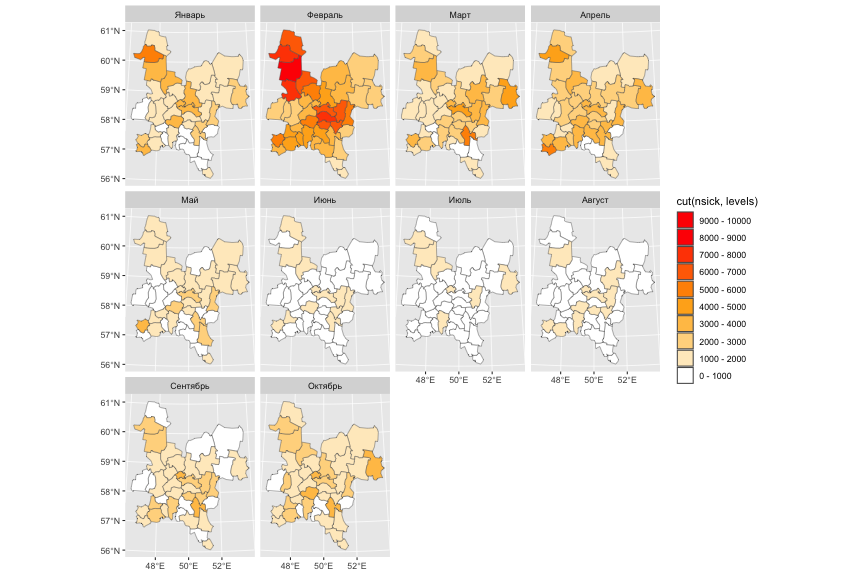 Январь
Февраль
Март
Апрель
61°N
60°N
59°N
58°N
57°N
56°N
Май
Июнь
Июль
Август
61°N
60°N
59°N
58°N
57°N
56°N
48°E 50°E 52°E
48°E 50°E 52°E
Сентябрь
Октябрь
61°N
60°N
59°N
58°N
57°N
56°N
48°E 50°E 52°E
48°E 50°E 52°E
cut(nsick, levels)
9000 - 10000
8000 - 9000
7000 - 8000
6000 - 7000
5000 - 6000
4000 - 5000
3000 - 4000
2000 - 3000
1000 - 2000
0 - 1000